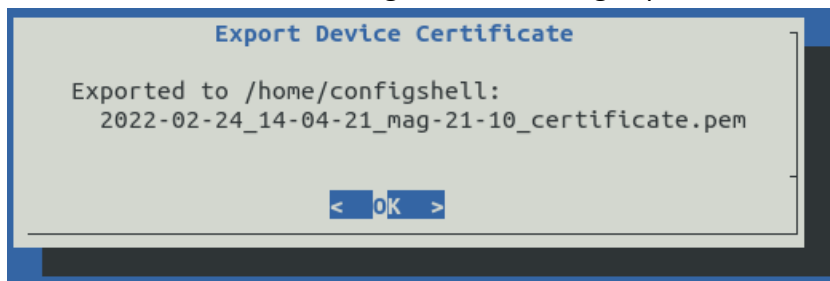 Export Device Certificate
Exported to /home/configshell:
2022-02-24_14-04-21_mag-21-10_certificate.pem
< OK >